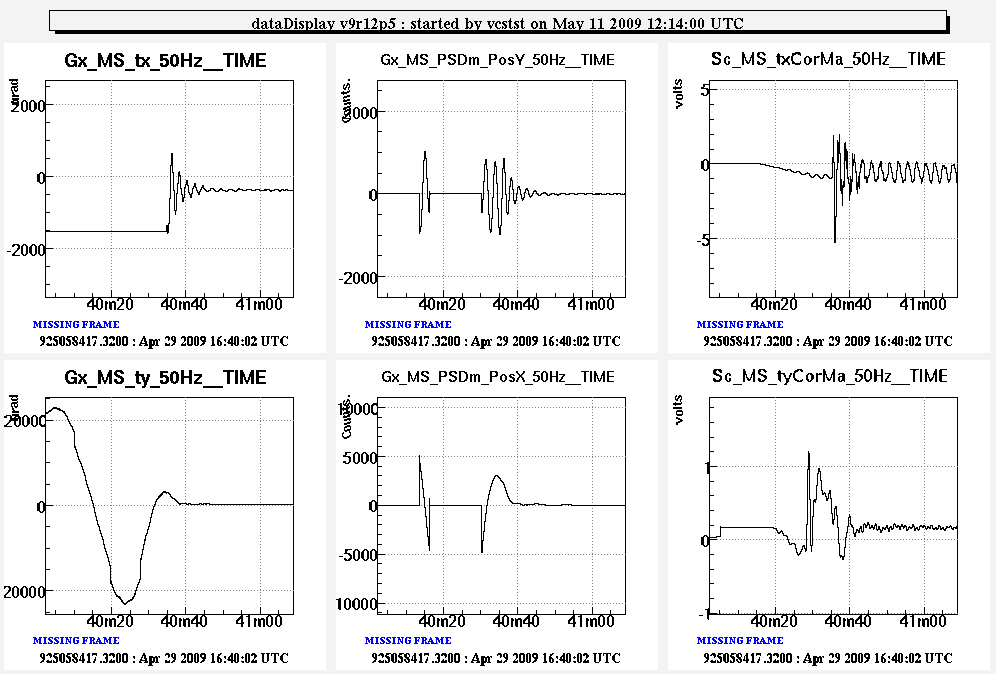 dataDisplay v9r12p5 : started by vcstst on May 11 2009 12:14:00 UTC
Gx_MS_tx_50Hz__TIME
2000
0
-2000
40m20 40m40 41m00
MISSING FRAME
925058417.3200 : Apr 29 2009 16:40:02 UTC
Gx_MS_PSDm_PosY_50Hz__TIME
Counts.
2000
0
-2000
40m20 40m40 41m00
MISSING FRAME
925058417.3200 : Apr 29 2009 16:40:02 UTC
Sc_MS_txCorMa_50Hz__TIME
volts
5
0
-5
40m20 40m40 41m00
MISSING FRAME
925058417.3200 : Apr 29 2009 16:40:02 UTC
Gx_MS_ty_50Hz__TIME
20000
0
20000
40m20 40m40 41m00
MISSING FRAME
925058417.3200 : Apr 29 2009 16:40:02 UTC
Gx_MS_PSDm_PosX_50Hz__TIME
Counts.
10000
5000
0
-5000
10000
40m20 40m40 41m00
MISSING FRAME
925058417.3200 : Apr 29 2009 16:40:02 UTC
Sc_MS_tyCorMa_50Hz__TIME
volts
1
0
-1
40m20 40m40 41m00
MISSING FRAME
925058417.3200 : Apr 29 2009 16:40:02 UTC